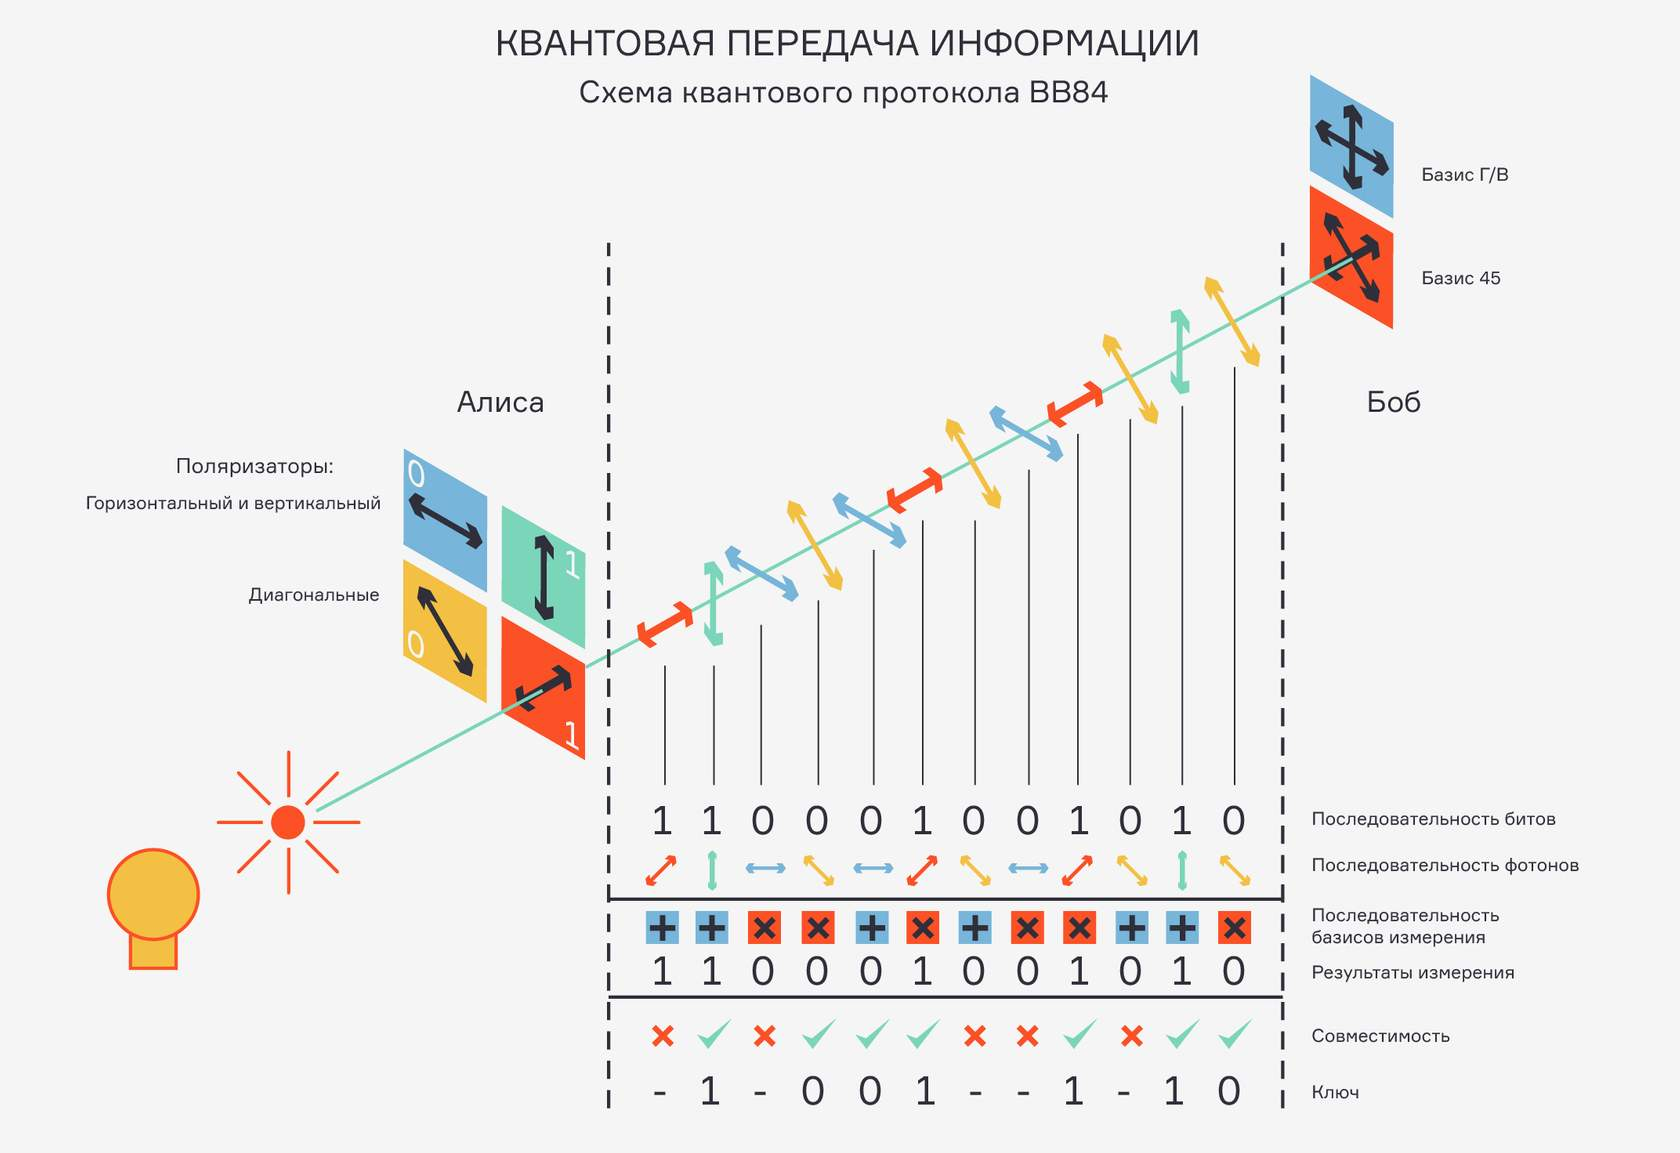 КВАНТОВАЯ ПЕРЕДАЧА ИНФОРМАЦИИ
Схема квантового протокола BB84
Базис Г/В
Базис 45
Алиса
Боб
Поляризаторы:
Горизонтальный и вертикальный
Диагональные
0
1
0
1
1 1 0 0 0 1 0 0 1 0 1 0
Последовательность битов
Последовательность фотонов
Последовательность
базисов измерения
1 1 0 0 0 1 0 0 1 0 1 0
Результаты измерения
Совместимость
- 1 - 0 0 1 - - 1 - 1 0
Ключ